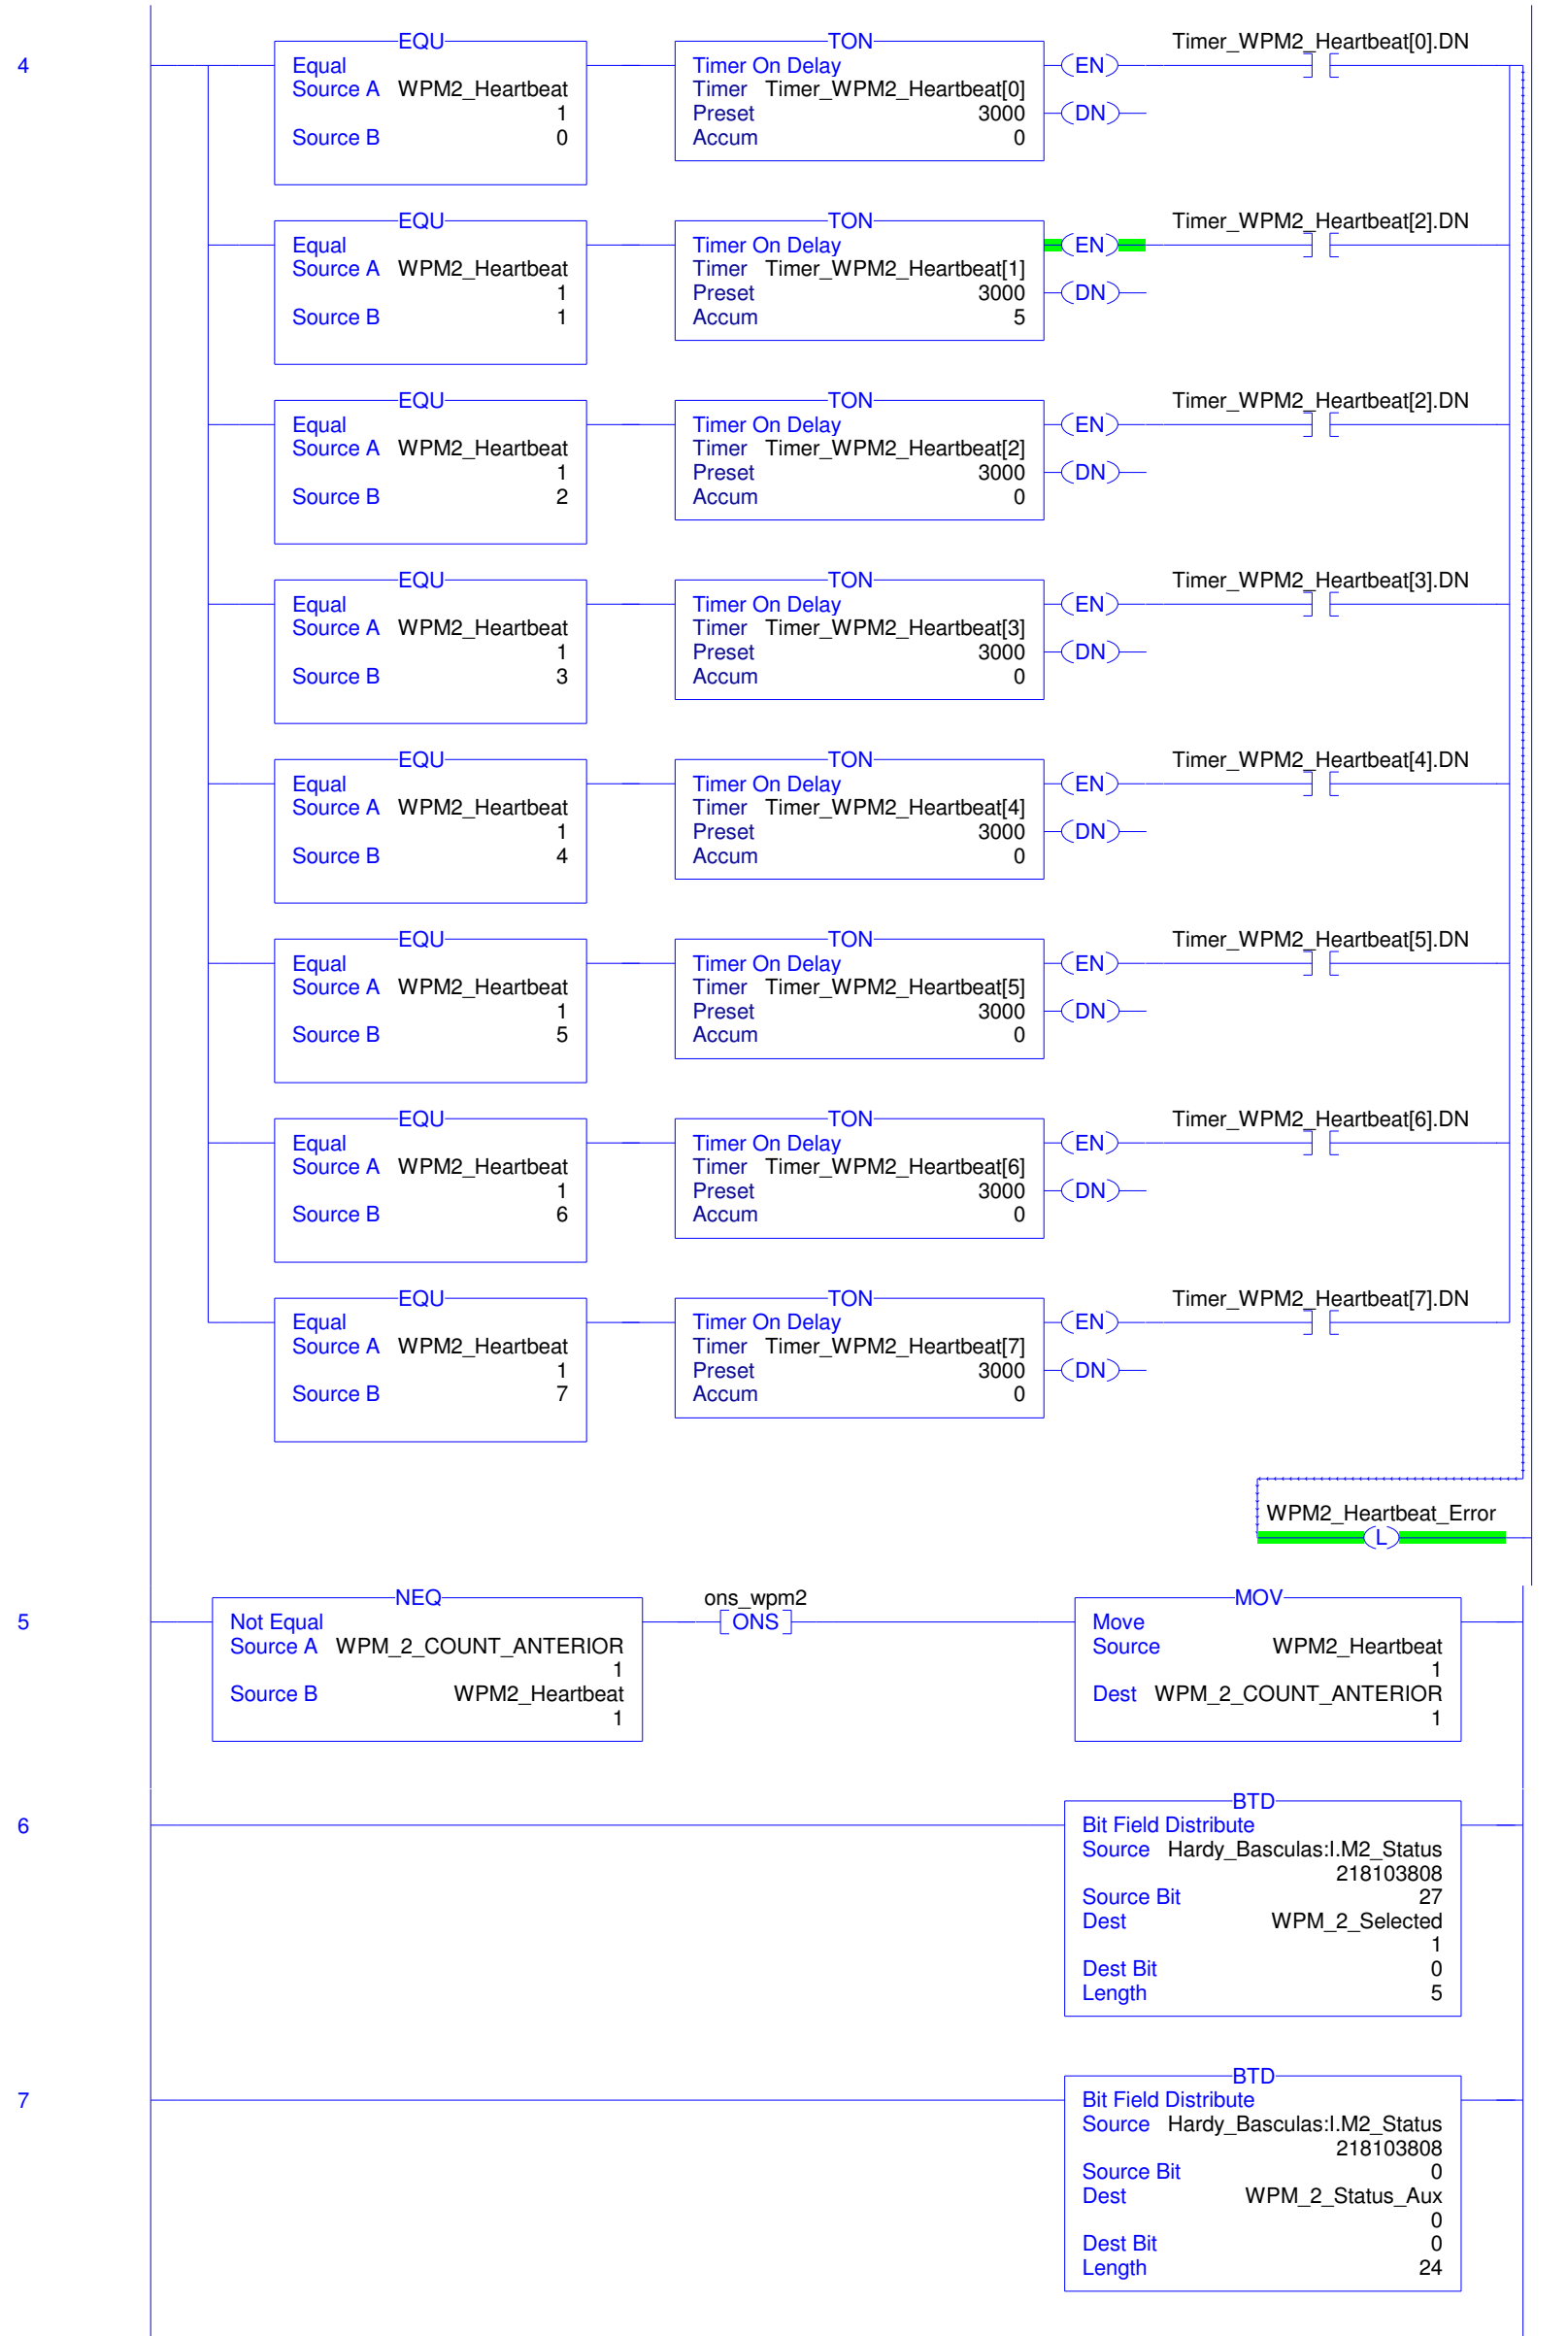 4
EQU
Equal
Source A WPM2_Heartbeat
1
Source B 0
TON
Timer On Delay
Timer Timer_WPM2_Heartbeat[0]
Preset 3000
Accum 0
EN
DN
Timer_WPM2_Heartbeat[0].DN
EQU
Equal
Source A WPM2_Heartbeat
1
Source B 1
TON
Timer On Delay
Timer Timer_WPM2_Heartbeat[1]
Preset 3000
Accum 5
EN
DN
Timer_WPM2_Heartbeat[2].DN
EQU
Equal
Source A WPM2_Heartbeat
1
Source B 2
TON
Timer On Delay
Timer Timer_WPM2_Heartbeat[2]
Preset 3000
Accum 0
EN
DN
Timer_WPM2_Heartbeat[2].DN
EQU
Equal
Source A WPM2_Heartbeat
1
Source B 3
TON
Timer On Delay
Timer Timer_WPM2_Heartbeat[3]
Preset 3000
Accum 0
EN
DN
Timer_WPM2_Heartbeat[3].DN
EQU
Equal
Source A WPM2_Heartbeat
1
Source B 4
TON
Timer On Delay
Timer Timer_WPM2_Heartbeat[4]
Preset 3000
Accum 0
EN
DN
Timer_WPM2_Heartbeat[4].DN
EQU
Equal
Source A WPM2_Heartbeat
1
Source B 5
TON
Timer On Delay
Timer Timer_WPM2_Heartbeat[5]
Preset 3000
Accum 0
EN
DN
Timer_WPM2_Heartbeat[5].DN
EQU
Equal
Source A WPM2_Heartbeat
1
Source B 6
TON
Timer On Delay
Timer Timer_WPM2_Heartbeat[6]
Preset 3000
Accum 0
EN
DN
Timer_WPM2_Heartbeat[6].DN
EQU
Equal
Source A WPM2_Heartbeat
1
Source B 7
TON
Timer On Delay
Timer Timer_WPM2_Heartbeat[7]
Preset 3000
Accum 0
EN
DN
Timer_WPM2_Heartbeat[7].DN
WPM2_Heartbeat_Error
L
5
NEQ
Not Equal
Source A WPM_2_COUNT_ANTERIOR
1
Source B WPM2_Heartbeat
1
ons_wpm2
ONS
MOV
Move
Source WPM2_Heartbeat
1
Dest WPM_2_COUNT_ANTERIOR
1
6
BTD
Bit Field Distribute
Source Hardy_Basculas:I.M2_Status
218103808
Source Bit 27
Dest WPM_2_Selected
1
Dest Bit 0
Length 5
7
BTD
Bit Field Distribute
Source Hardy_Basculas:I.M2_Status
218103808
Source Bit 0
Dest WPM_2_Status_Aux
0
Dest Bit 0
Length 24